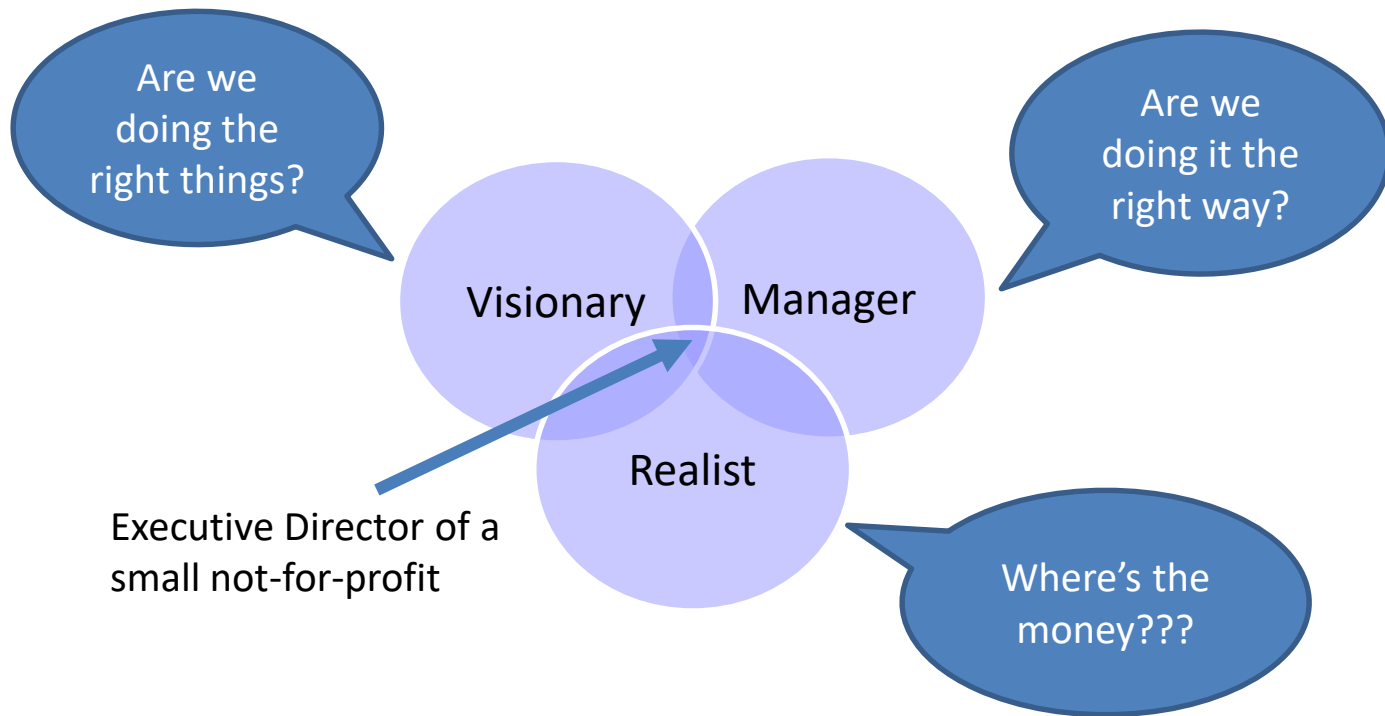 Are we
doing the
right things?
Are we
doing it the
right way?
Visionary
Manager
Realist
Executive Director of a
small not-for-profit
Where’s the
money???